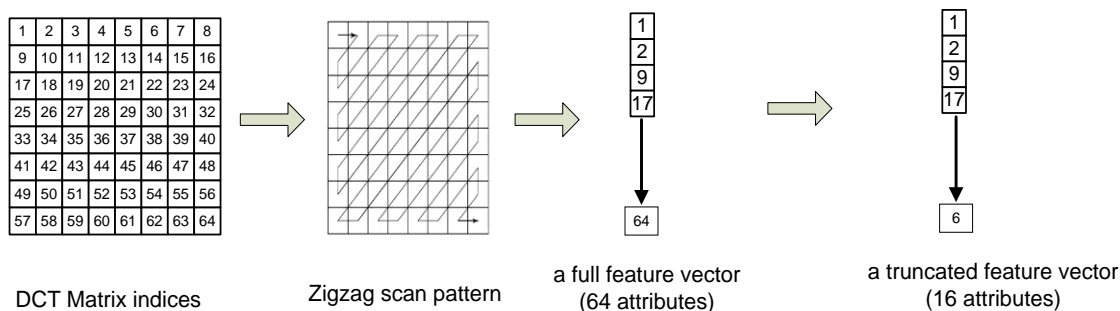 1 2 3 4 5 6 7 8
9 10 11 12 13 14 15 16
17 18 19 20 21 22 23 24
25 26 27 28 29 30 31 32
33 34 35 36 37 38 39 40
41 42 43 44 45 46 47 48
49 50 51 52 53 54 55 56
57 58 59 60 61 62 63 64
DCT Matrix indices
Zigzag scan pattern
1
2
9
17
64
a full feature vector
(64 attributes)
1
2
9
17
6
a truncated feature vector
(16 attributes)